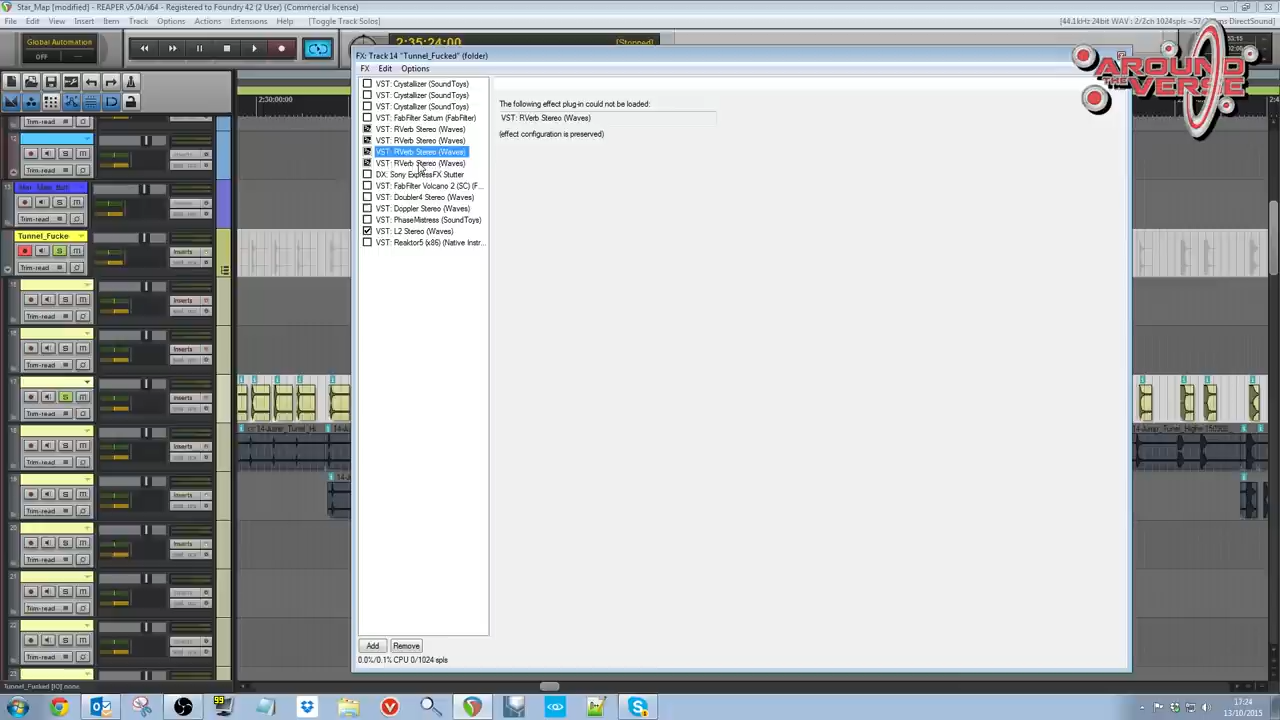 Star_Map [modified] - REAPER v5.04/x64 - Registered to Foundry 42 (2 User) (Commercial license)
File Edit View Insert Item Track Options Actions Extensions Help [Toggle Track Solos]
Global Automation
OFF
2:35:24:00
[Stopped]
2:30:00:00
AROUND
THE VERSE
FX: Track 14 "Tunnel_Fucked" (folder)
FX Edit Options
VST: Crystallizer (SoundToys)
VST: Crystallizer (SoundToys)
VST: Crystallizer (SoundToys)
VST: FabFilter Saturn (FabFilter)
VST: RVerb Stereo (Waves)
VST: RVerb Stereo (Waves)
VST: RVerb Stereo (Waves)
VST: RVerb Stereo (Waves)
DX: Sony ExpressFX Stutter
VST: FabFilter Volcano 2 (SC) (F...
VST: Doubler4 Stereo (Waves)
VST: Doppler Stereo (Waves)
VST: PhaseMistress (SoundToys)
VST: L2 Stereo (Waves)
VST: Reaktor5 (x86) (Native Instr...
The following effect plug-in could not be loaded:
VST: RVerb Stereo (Waves)
(effect configuration is preserved)
Add Remove
0.0%/0.1% CPU 0/1024 spls
Trim-read
Trim-read
Tunnel_Fucke
Inserts
Trim-read
Inserts
Trim-read
Inserts
Trim-read
Inserts
Trim-read
Inserts
Trim-read
Inserts
Trim-read
Inserts
Trim-read
Trim-read
Trim-read
Tunnel_Fucked [IO] none
99
17:24
13/10/2015